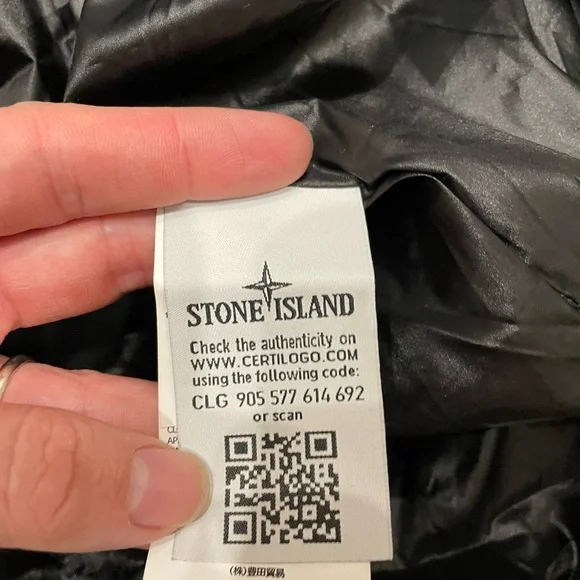 STONE ISLAND
Check the authenticity on
WWW.CERTILOGO.COM
using the following code:
CLG 905 577 614 692
or scan
(株)豊田貿易